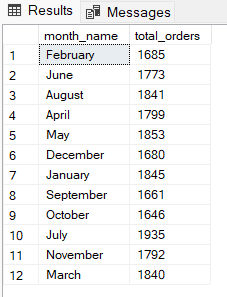 Results Messages
month_name total_orders
1 February 1685
2 June 1773
3 August 1841
4 April 1799
5 May 1853
6 December 1680
7 January 1845
8 September 1661
9 October 1646
10 July 1935
11 November 1792
12 March 1840